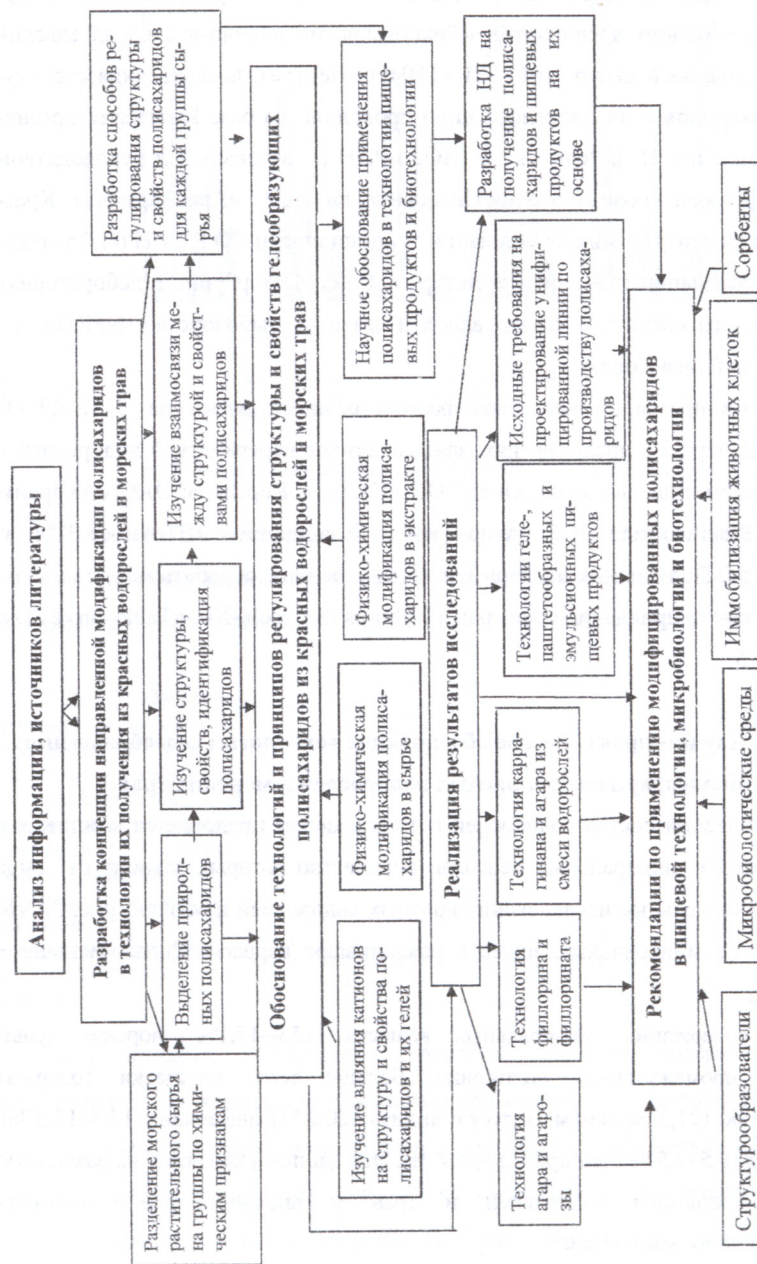 Анализ информации, источников литературы
Разработка концепции направленной модификации полисахаридов
в технологии их получения из красных водорослей и морских трав
Разделение морского
растительного сырья
на группы по хими-
ческим признакам
Выделение природ-
ных полисахаридов
Изучение структуры,
свойств, идентификация
полисахаридов
Изучение взаимосвязи ме-
жду структурой и свойст-
вами полисахаридов
Разработка способов ре-
гулирования структуры
и свойств полисахаридов
для каждой группы сы-
рья
Обоснование технологий и принципов регулирования структуры и свойств гелеобразующих
полисахаридов из красных водорослей и морских трав
Изучение влияния катионов
на структуру и свойства по-
лисахаридов и их гелей
Физико-химическая
модификация полиса-
харидов в сырье
Физико-химическая
модификация полиса-
харидов в экстракте
Научное обоснование применения
полисахаридов в технологии пище-
вых продуктов и биотехнологии
Реализация результатов исследований
Технология
агара и агаро-
зы
Технология
филлорина и
филлорината
Технология карра-
гинана и агара из
смеси водорослей
Технологии геле-,
паштетообразных и
эмульсионных пи-
щевых продуктов
Исходные требования на
проектирование унифи-
цированной линии по
производству полисаха-
ридов
Разработка НД на
получение полиса-
харидов и пищевых
продуктов на их
основе
Рекомендации по применению модифицированных полисахаридов
в пищевой технологии, микробиологии и биотехнологии
Структурообразователи
Микробиологические среды
Иммобилизация животных клеток
Сорбенты